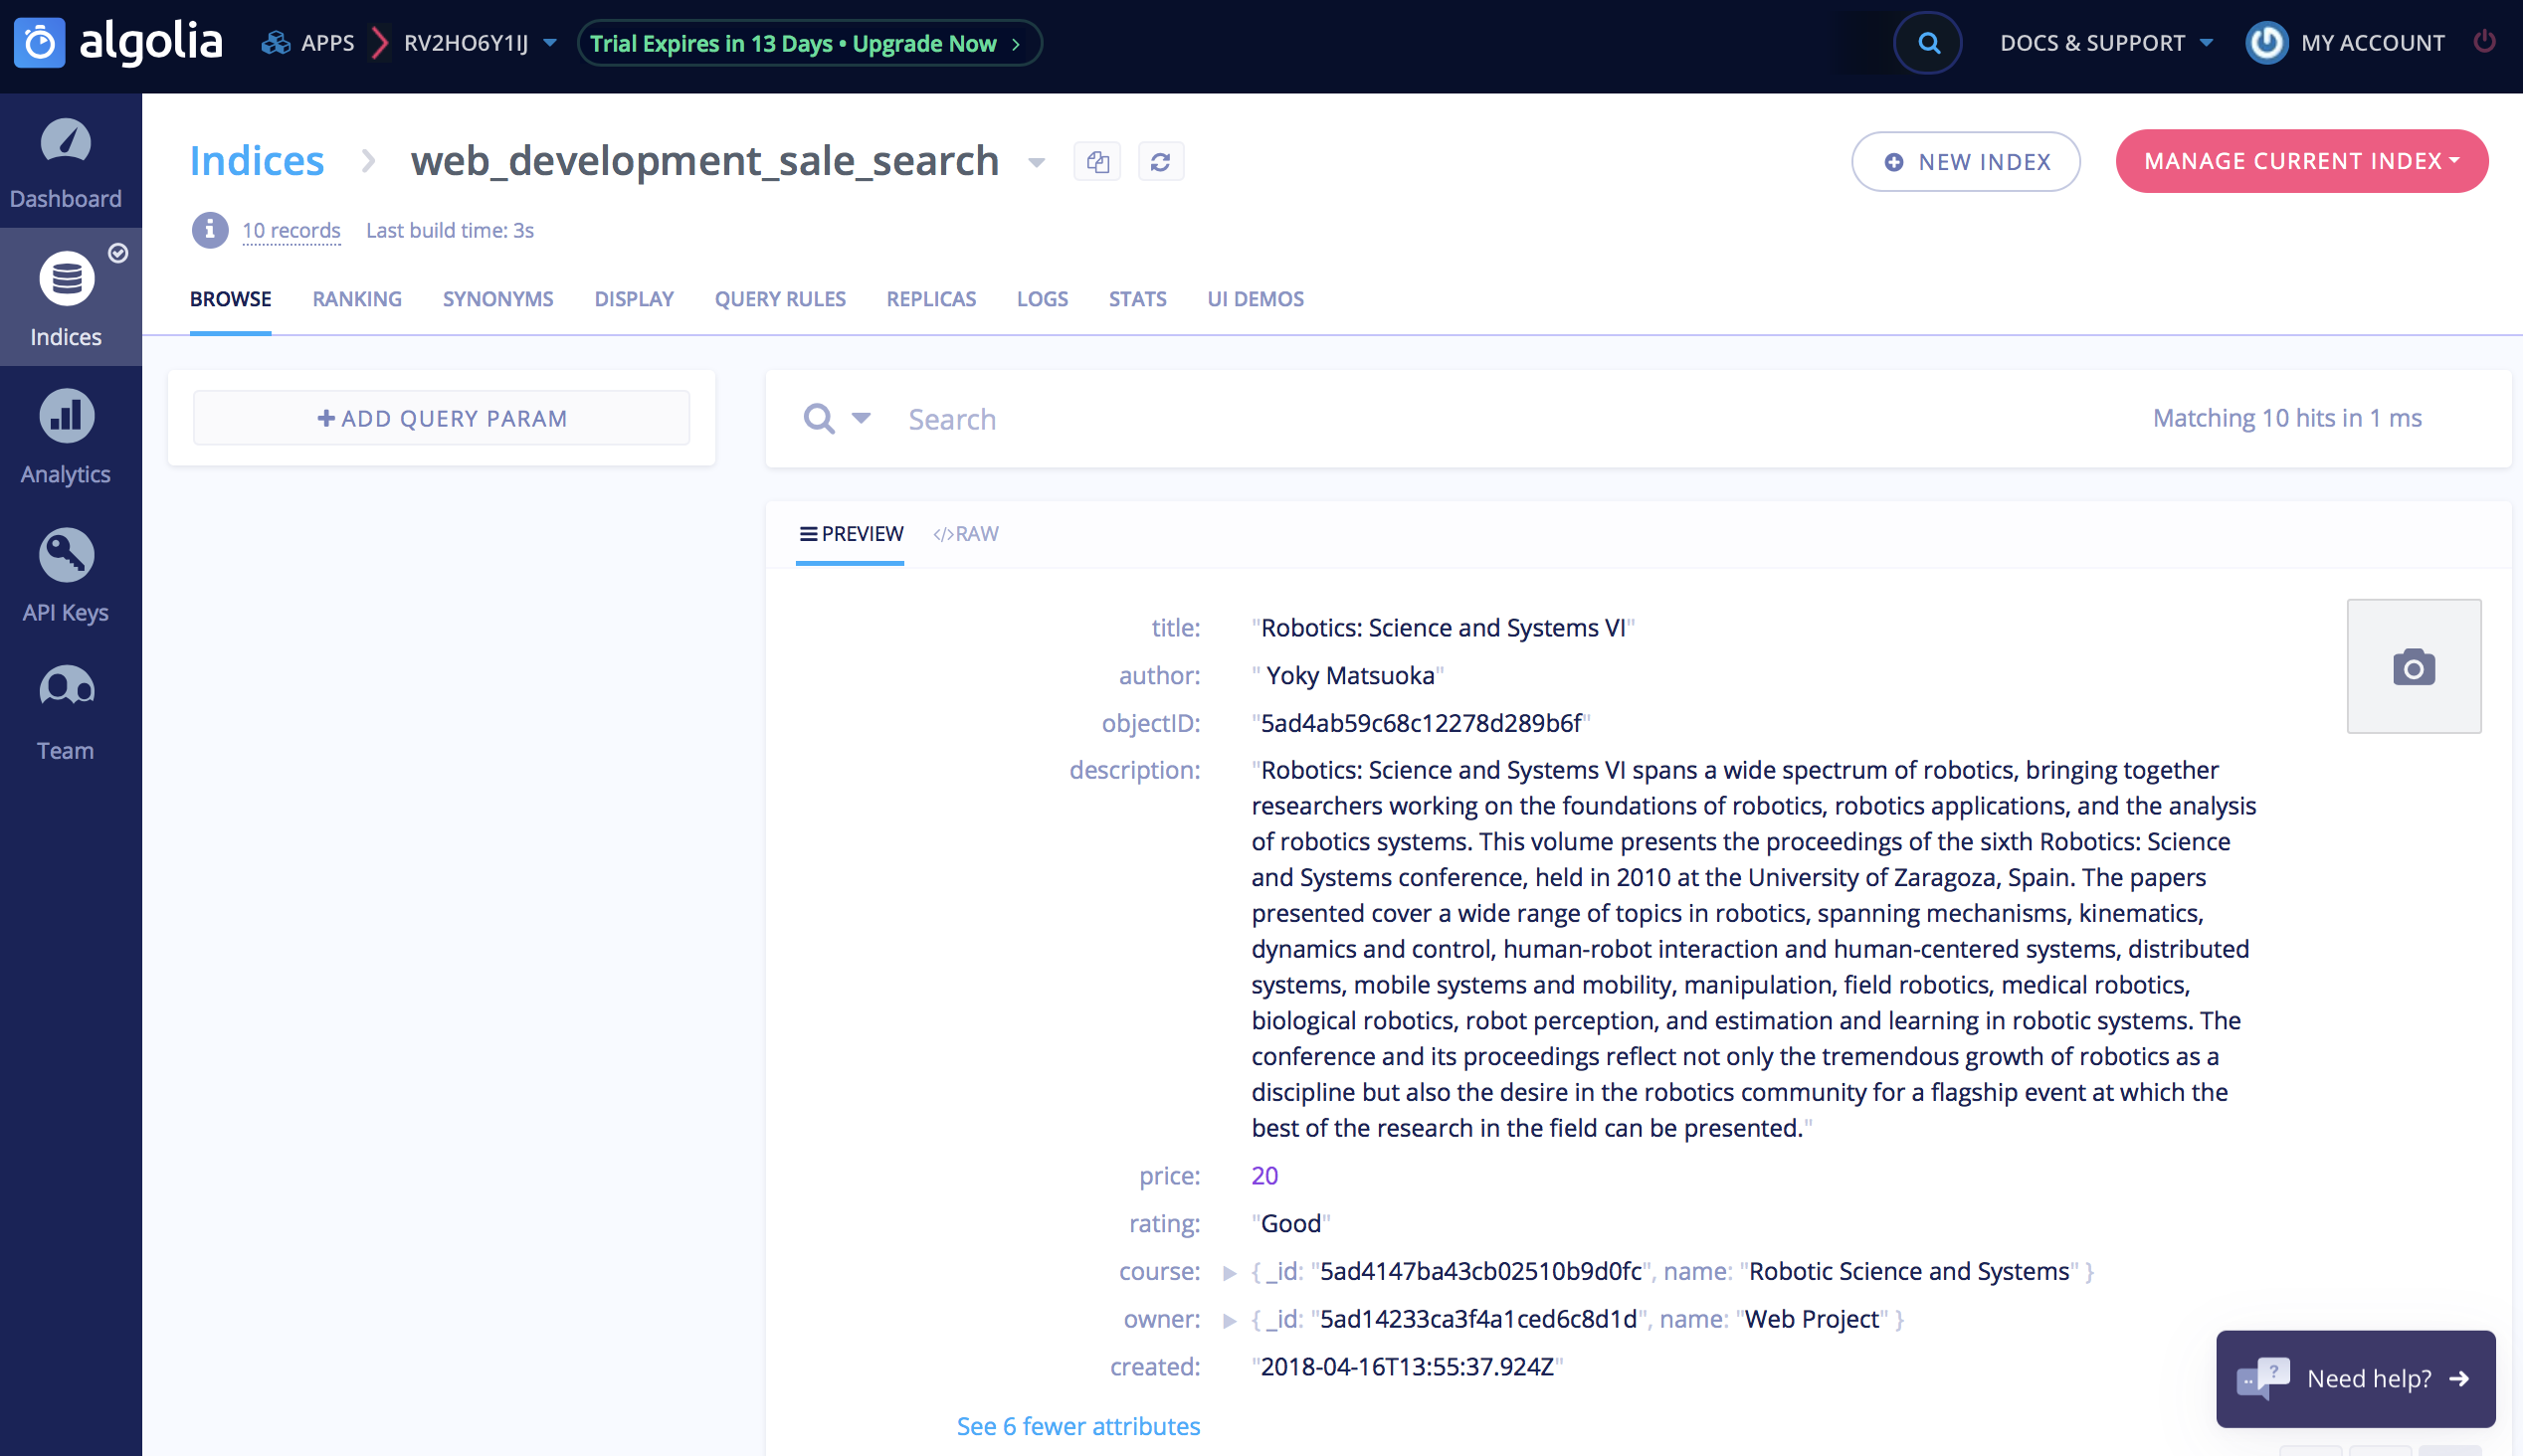 algolia APPS RV2HO6Y1IJ Trial Expires in 13 Days • Upgrade Now DOCS & SUPPORT MY ACCOUNT
Dashboard
Indices
Analytics
API Keys
Team
Indices web_development_sale_search NEW INDEX MANAGE CURRENT INDEX
10 records Last build time: 3s
BROWSE RANKING SYNONYMS DISPLAY QUERY RULES REPLICAS LOGS STATS UI DEMOS
+ ADD QUERY PARAM
Search Matching 10 hits in 1 ms
PREVIEW </>RAW
title: "Robotics: Science and Systems VI"
author: " Yoky Matsuoka"
objectID: "5ad4ab59c68c12278d289b6f"
description: "Robotics: Science and Systems VI spans a wide spectrum of robotics, bringing together
researchers working on the foundations of robotics, robotics applications, and the analysis
of robotics systems. This volume presents the proceedings of the sixth Robotics: Science
and Systems conference, held in 2010 at the University of Zaragoza, Spain. The papers
presented cover a wide range of topics in robotics, spanning mechanisms, kinematics,
dynamics and control, human-robot interaction and human-centered systems, distributed
systems, mobile systems and mobility, manipulation, field robotics, medical robotics,
biological robotics, robot perception, and estimation and learning in robotic systems. The
conference and its proceedings reflect not only the tremendous growth of robotics as a
discipline but also the desire in the robotics community for a flagship event at which the
best of the research in the field can be presented."
price: 20
rating: "Good"
course: { _id: "5ad4147ba43cb02510b9d0fc", name: "Robotic Science and Systems" }
owner: { _id: "5ad14233ca3f4a1ced6c8d1d", name: "Web Project" }
created: "2018-04-16T13:55:37.924Z"
See 6 fewer attributes
Need help?